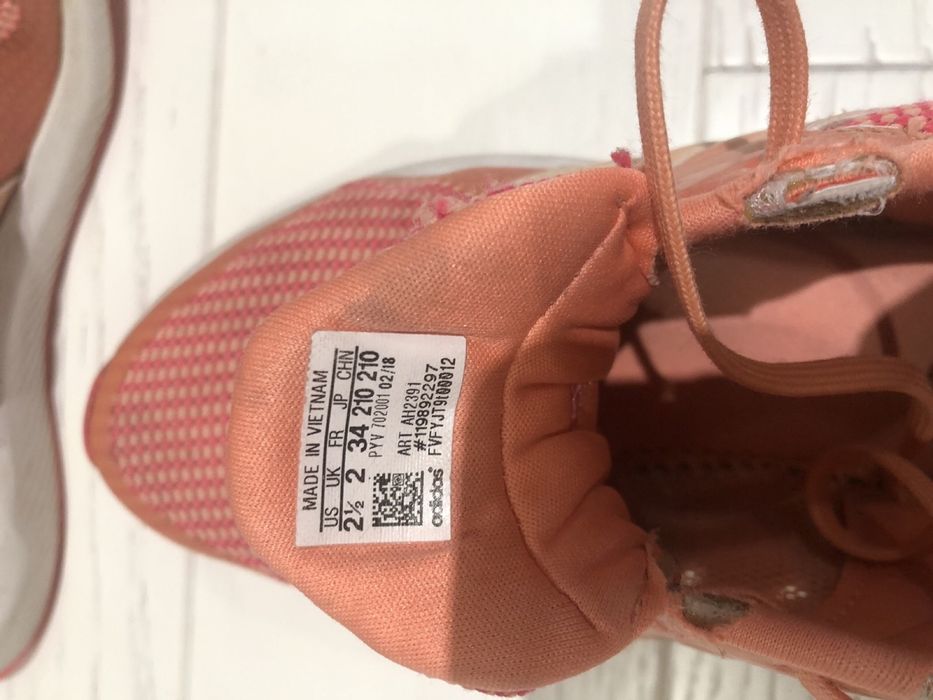 MADE IN VIETNAM
US UK FR JP CHN
2½ 2 34 210 210
PYV 702001 02/18
ART AH2391
#119892297
adidas® FVFYJT9t00012